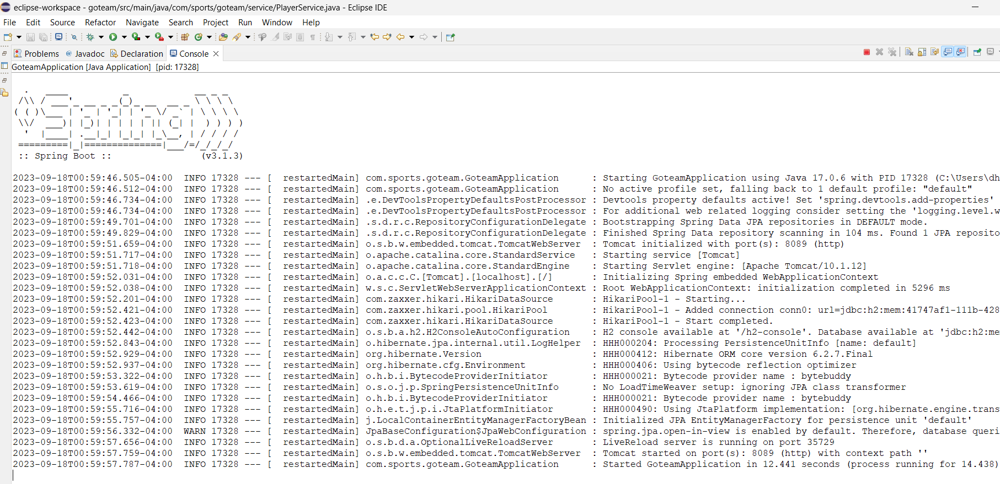 eclipse-workspace - goteam/src/main/java/com/sports/goteam/service/PlayerService.java - Eclipse IDE
File Edit Source Refactor Navigate Search Project Run Window Help
Problems @ Javadoc Declaration Console
GoteamApplication [Java Application] [pid: 17328]
  .   ____          _            __ _ _
 /\\ / ___'_ __ _ _(_)_ __  __ _ \ \ \ \
( ( )\___ | '_ | '_| | '_ \/ _` | \ \ \ \
 \\/  ___)| |_)| | | | | || (_| |  ) ) ) )
  '  |____| .__|_| |_|_| |_\__, | / / / /
 =========|_|==============|___/=/_/_/_/
 :: Spring Boot ::                (v3.1.3)
2023-09-18T00:59:46.505-04:00  INFO 17328 --- [  restartedMain] com.sports.goteam.GoteamApplication      : Starting GoteamApplication using Java 17.0.6 with PID 17328 (C:\Users\dh
2023-09-18T00:59:46.512-04:00  INFO 17328 --- [  restartedMain] com.sports.goteam.GoteamApplication      : No active profile set, falling back to 1 default profile: "default"
2023-09-18T00:59:46.734-04:00  INFO 17328 --- [  restartedMain] .e.DevToolsPropertyDefaultsPostProcessor : Devtools property defaults active! Set 'spring.devtools.add-properties'
2023-09-18T00:59:46.734-04:00  INFO 17328 --- [  restartedMain] .e.DevToolsPropertyDefaultsPostProcessor : For additional web related logging consider setting the 'logging.level.w
2023-09-18T00:59:49.701-04:00  INFO 17328 --- [  restartedMain] .s.d.r.c.RepositoryConfigurationDelegate : Bootstrapping Spring Data JPA repositories in DEFAULT mode.
2023-09-18T00:59:49.829-04:00  INFO 17328 --- [  restartedMain] .s.d.r.c.RepositoryConfigurationDelegate : Finished Spring Data repository scanning in 104 ms. Found 1 JPA reposito
2023-09-18T00:59:51.659-04:00  INFO 17328 --- [  restartedMain] o.s.b.w.embedded.tomcat.TomcatWebServer  : Tomcat initialized with port(s): 8089 (http)
2023-09-18T00:59:51.717-04:00  INFO 17328 --- [  restartedMain] o.apache.catalina.core.StandardService   : Starting service [Tomcat]
2023-09-18T00:59:51.718-04:00  INFO 17328 --- [  restartedMain] o.apache.catalina.core.StandardEngine    : Starting Servlet engine: [Apache Tomcat/10.1.12]
2023-09-18T00:59:52.031-04:00  INFO 17328 --- [  restartedMain] o.a.c.c.C.[Tomcat].[localhost].[/]       : Initializing Spring embedded WebApplicationContext
2023-09-18T00:59:52.038-04:00  INFO 17328 --- [  restartedMain] w.s.c.ServletWebServerApplicationContext : Root WebApplicationContext: initialization completed in 5296 ms
2023-09-18T00:59:52.201-04:00  INFO 17328 --- [  restartedMain] com.zaxxer.hikari.HikariDataSource       : HikariPool-1 - Starting...
2023-09-18T00:59:52.421-04:00  INFO 17328 --- [  restartedMain] com.zaxxer.hikari.pool.HikariPool        : HikariPool-1 - Added connection conn0: url=jdbc:h2:mem:41747af1-111b-428
2023-09-18T00:59:52.423-04:00  INFO 17328 --- [  restartedMain] com.zaxxer.hikari.HikariDataSource       : HikariPool-1 - Start completed.
2023-09-18T00:59:52.442-04:00  INFO 17328 --- [  restartedMain] o.s.b.a.h2.H2ConsoleAutoConfiguration    : H2 console available at '/h2-console'. Database available at 'jdbc:h2:me
2023-09-18T00:59:52.843-04:00  INFO 17328 --- [  restartedMain] o.hibernate.jpa.internal.util.LogHelper  : HHH000204: Processing PersistenceUnitInfo [name: default]
2023-09-18T00:59:52.929-04:00  INFO 17328 --- [  restartedMain] org.hibernate.Version                    : HHH000412: Hibernate ORM core version 6.2.7.Final
2023-09-18T00:59:52.937-04:00  INFO 17328 --- [  restartedMain] org.hibernate.cfg.Environment            : HHH000406: Using bytecode reflection optimizer
2023-09-18T00:59:53.322-04:00  INFO 17328 --- [  restartedMain] o.h.b.i.BytecodeProviderInitiator        : HHH000021: Bytecode provider name : bytebuddy
2023-09-18T00:59:53.619-04:00  INFO 17328 --- [  restartedMain] o.s.o.j.p.SpringPersistenceUnitInfo      : No LoadTimeWeaver setup: ignoring JPA class transformer
2023-09-18T00:59:54.466-04:00  INFO 17328 --- [  restartedMain] o.h.b.i.BytecodeProviderInitiator        : HHH000021: Bytecode provider name : bytebuddy
2023-09-18T00:59:55.716-04:00  INFO 17328 --- [  restartedMain] o.h.e.t.j.p.i.JtaPlatformInitiator       : HHH000490: Using JtaPlatform implementation: [org.hibernate.engine.trans
2023-09-18T00:59:55.757-04:00  INFO 17328 --- [  restartedMain] j.LocalContainerEntityManagerFactoryBean : Initialized JPA EntityManagerFactory for persistence unit 'default'
2023-09-18T00:59:56.332-04:00  WARN 17328 --- [  restartedMain] JpaBaseConfiguration$JpaWebConfiguration : spring.jpa.open-in-view is enabled by default. Therefore, database queri
2023-09-18T00:59:57.656-04:00  INFO 17328 --- [  restartedMain] o.s.b.d.a.OptionalLiveReloadServer       : LiveReload server is running on port 35729
2023-09-18T00:59:57.759-04:00  INFO 17328 --- [  restartedMain] o.s.b.w.embedded.tomcat.TomcatWebServer  : Tomcat started on port(s): 8089 (http) with context path ''
2023-09-18T00:59:57.787-04:00  INFO 17328 --- [  restartedMain] com.sports.goteam.GoteamApplication      : Started GoteamApplication in 12.441 seconds (process running for 14.438)